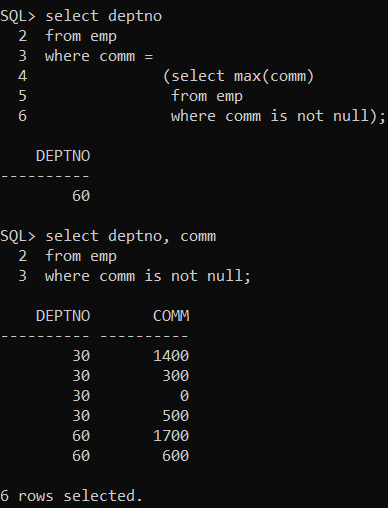 SQL> select deptno
  2  from emp
  3  where comm =
  4               (select max(comm)
  5                from emp
  6                where comm is not null);
    DEPTNO
----------
        60
SQL> select deptno, comm
  2  from emp
  3  where comm is not null;
    DEPTNO       COMM
---------- ----------
        30       1400
        30        300
        30          0
        30        500
        60       1700
        60        600
6 rows selected.